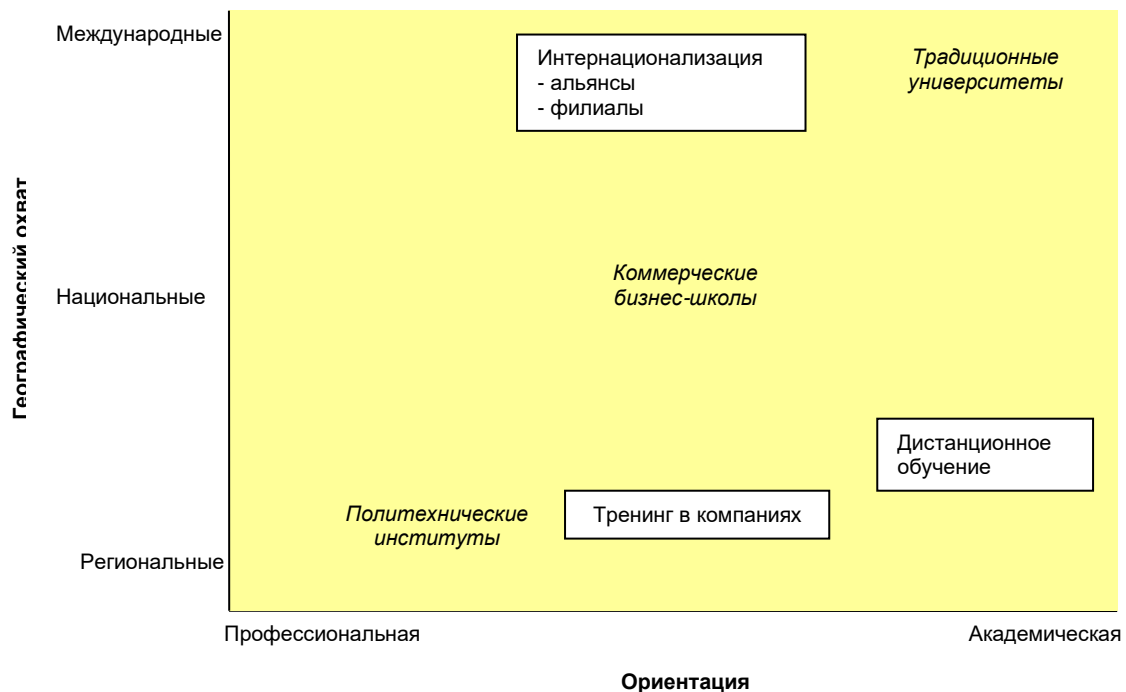 Международные
Интернационализация
- альянсы
- филиалы
Традиционные
университеты
Географический охват
Национальные
Коммерческие
бизнес-школы
Дистанционное
обучение
Политехнические
институты
Тренинг в компаниях
Региональные
Профессиональная
Академическая
Ориентация